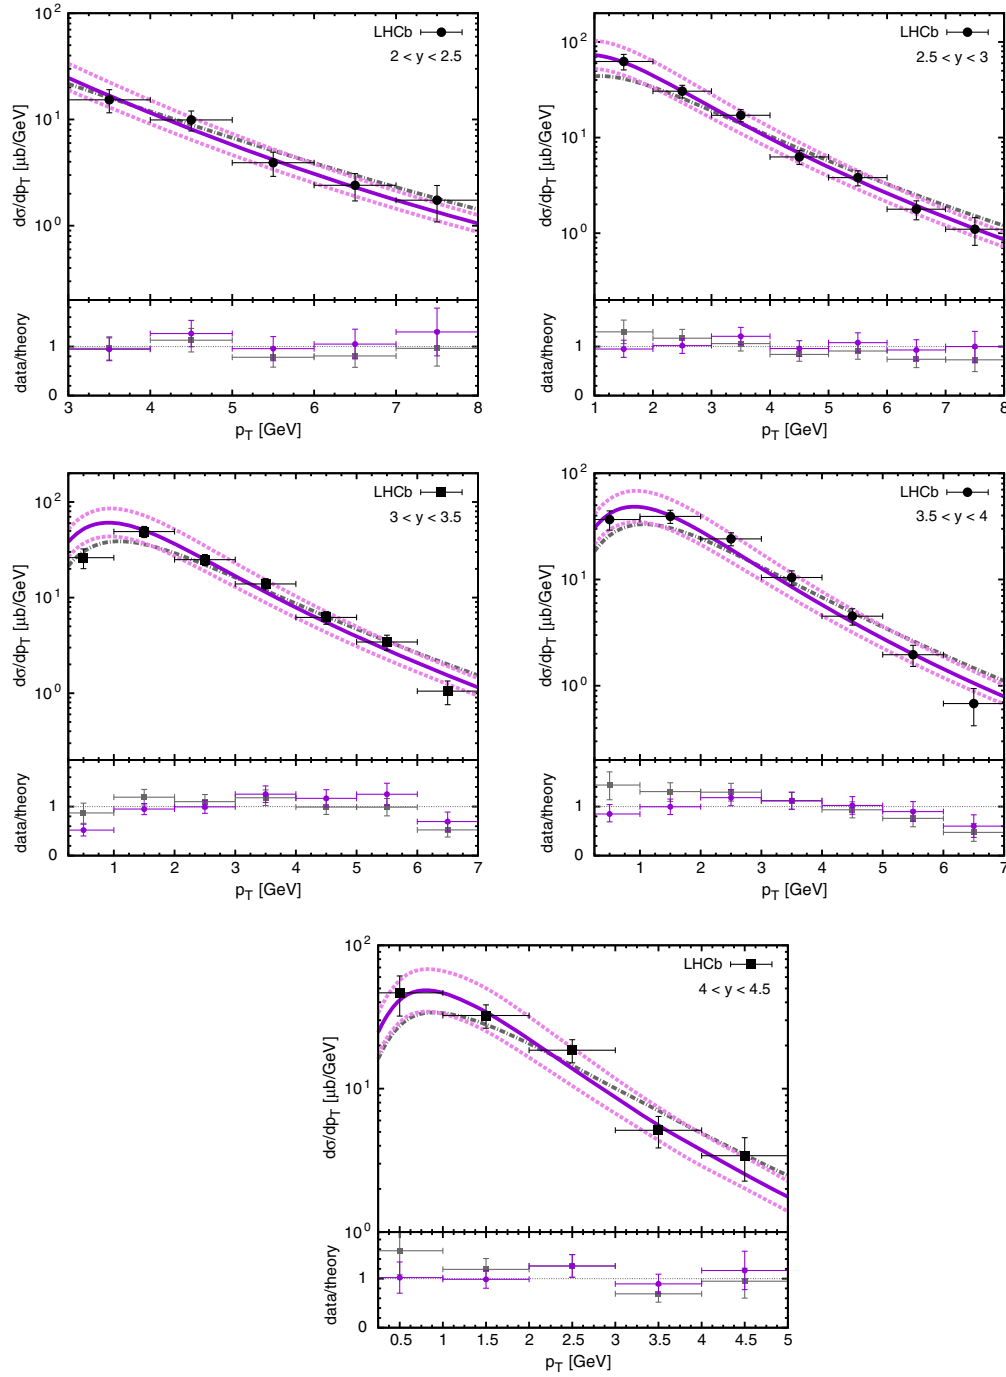 LHCb
2 < y < 2.5
10²
10¹
10⁰
dσ/dp_T [μb/GeV]
data/theory
1
0
3 4 5 6 7 8
p_T [GeV]
LHCb
2.5 < y < 3
10²
10¹
10⁰
dσ/dp_T [μb/GeV]
data/theory
1
0
1 2 3 4 5 6 7 8
p_T [GeV]
LHCb
3 < y < 3.5
10²
10¹
10⁰
dσ/dp_T [μb/GeV]
data/theory
1
0
1 2 3 4 5 6 7
p_T [GeV]
LHCb
3.5 < y < 4
10²
10¹
10⁰
dσ/dp_T [μb/GeV]
data/theory
1
0
1 2 3 4 5 6 7
p_T [GeV]
LHCb
4 < y < 4.5
10²
10¹
10⁰
dσ/dp_T [μb/GeV]
data/theory
1
0
0.5 1 1.5 2 2.5 3 3.5 4 4.5 5
p_T [GeV]